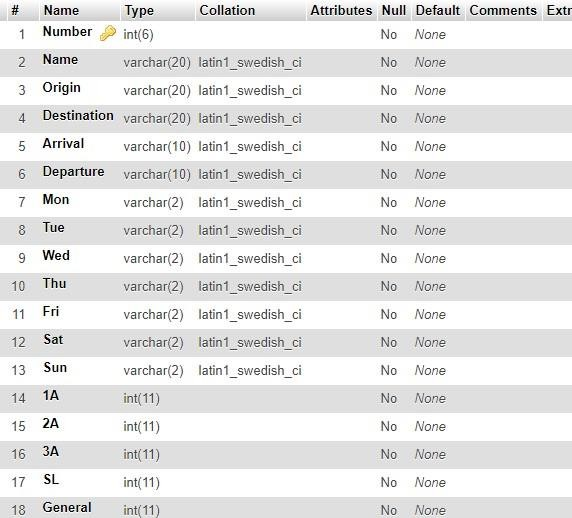 # Name Type Collation Attributes Null Default Comments Extr
1 Number int(6) No None
2 Name varchar(20) latin1_swedish_ci No None
3 Origin varchar(20) latin1_swedish_ci No None
4 Destination varchar(20) latin1_swedish_ci No None
5 Arrival varchar(10) latin1_swedish_ci No None
6 Departure varchar(10) latin1_swedish_ci No None
7 Mon varchar(2) latin1_swedish_ci No None
8 Tue varchar(2) latin1_swedish_ci No None
9 Wed varchar(2) latin1_swedish_ci No None
10 Thu varchar(2) latin1_swedish_ci No None
11 Fri varchar(2) latin1_swedish_ci No None
12 Sat varchar(2) latin1_swedish_ci No None
13 Sun varchar(2) latin1_swedish_ci No None
14 1A int(11) No None
15 2A int(11) No None
16 3A int(11) No None
17 SL int(11) No None
18 General int(11) No None